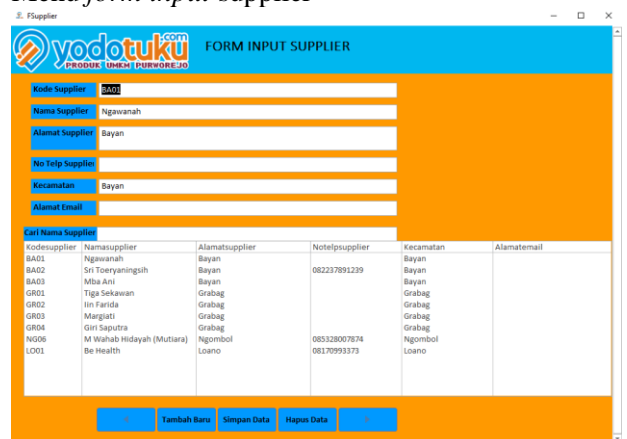 Menu form input supplier
FSupplier
yodotuku.com
PRODUK UMKM PURWOREJO
FORM INPUT SUPPLIER
Kode Supplier BA01
Nama Supplier Ngawanah
Alamat Supplier Bayan
No Telp Supplier
Kecamatan Bayan
Alamat Email
Cari Nama Supplier
Kodesupplier Namasupplier Alamatsupplier Notelpsupplier Kecamatan Alamatemail
BA01 Ngawanah Bayan Bayan
BA02 Sri Toeryaningsih Bayan 082237891239 Bayan
BA03 Mba Ani Bayan Bayan
GR01 Tiga Sekawan Grabag Grabag
GR02 Iin Farida Grabag Grabag
GR03 Margiati Grabag Grabag
GR04 Giri Saputra Grabag Grabag
NG06 M Wahab Hidayah (Mutiara) Ngombol 085328007874 Ngombol
LO01 Be Health Loano 08170993373 Loano
Tambah Baru Simpan Data Hapus Data